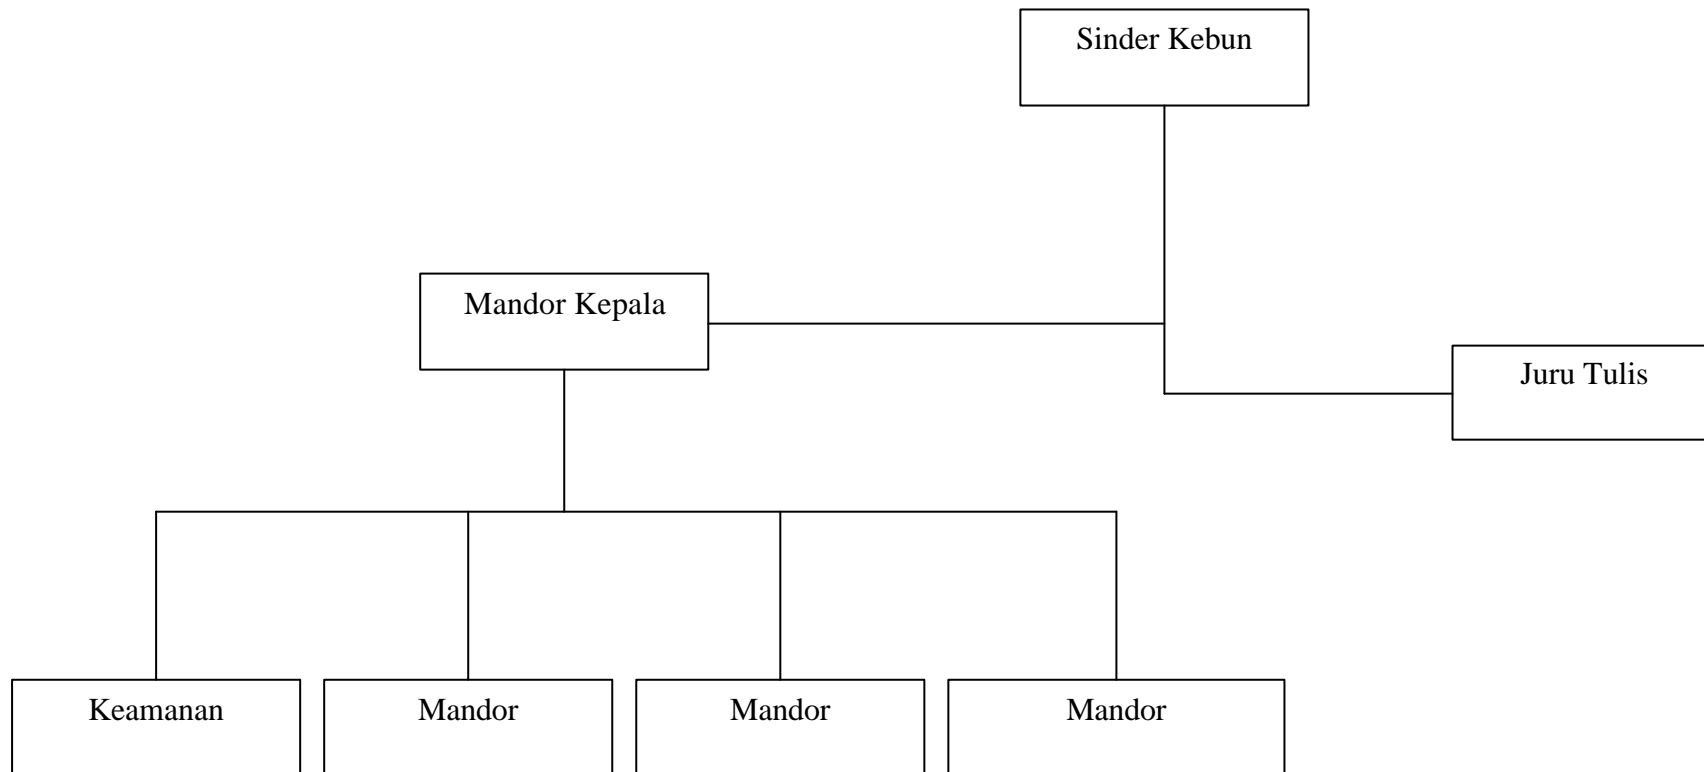 Sinder Kebun
Mandor Kepala
Juru Tulis
Keamanan
Mandor
Mandor
Mandor